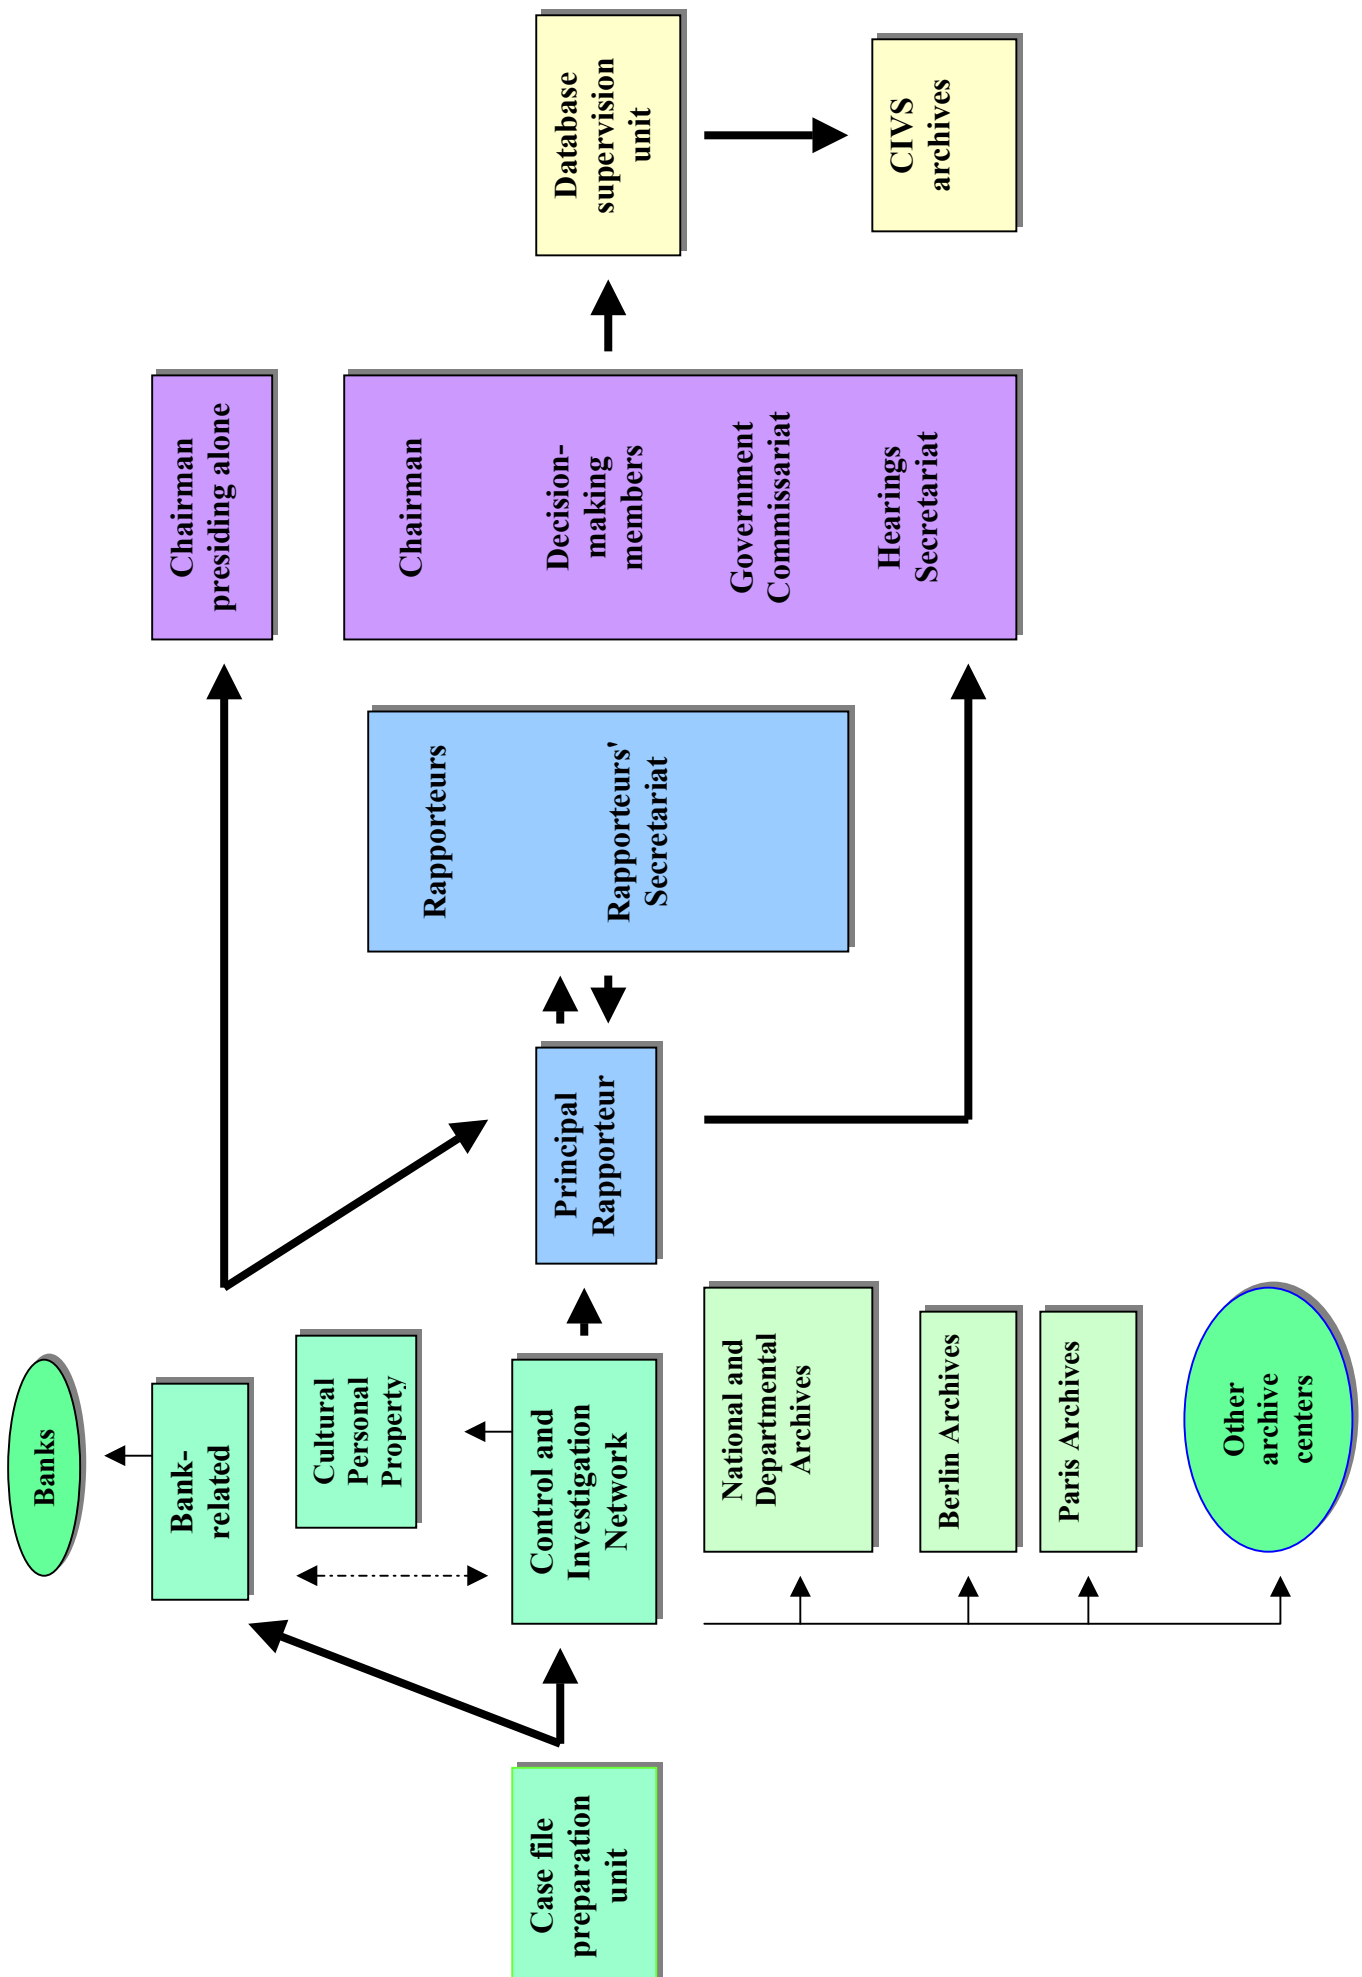 Banks
Bank-
related
Chairman
presiding alone
Cultural
Personal
Property
Case file
preparation
unit
Control and
Investigation
Network
Principal
Rapporteur
Rapporteurs
Rapporteurs'
Secretariat
Chairman
Decision-
making
members
Government
Commissariat
Hearings
Secretariat
Database
supervision
unit
CIVS
archives
National and
Departmental
Archives
Berlin Archives
Paris Archives
Other
archive
centers